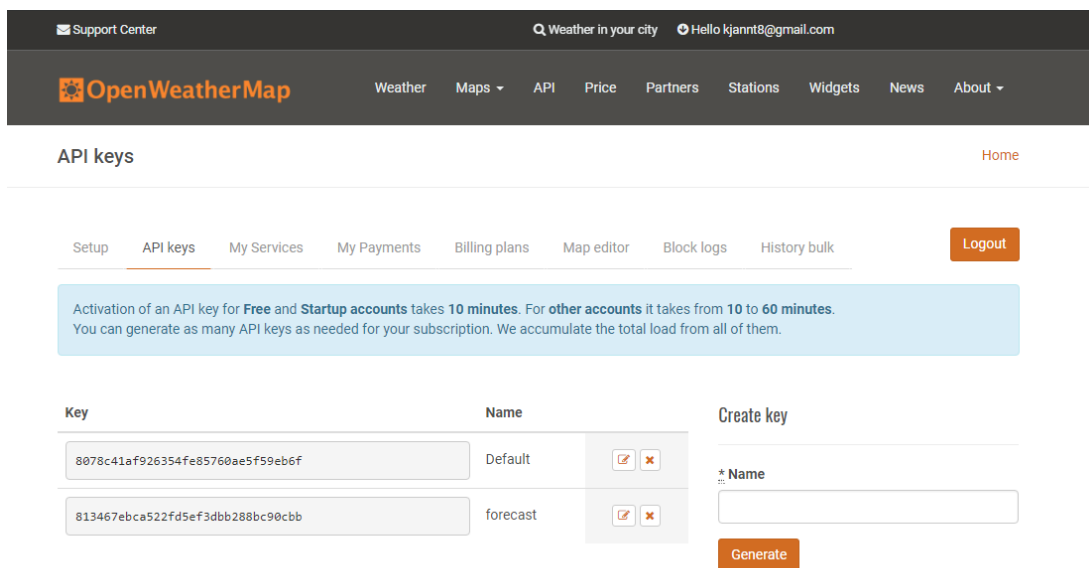 Support Center Weather in your city Hello kjannt8@gmail.com
OpenWeatherMap Weather Maps API Price Partners Stations Widgets News About
API keys Home
Setup API keys My Services My Payments Billing plans Map editor Block logs History bulk Logout
Activation of an API key for Free and Startup accounts takes 10 minutes. For other accounts it takes from 10 to 60 minutes.
You can generate as many API keys as needed for your subscription. We accumulate the total load from all of them.
Key Name
8078c41af926354fe85760ae5f59eb6f Default
813467ebca522fd5ef3dbb288bc90cbb forecast
Create key
* Name
Generate